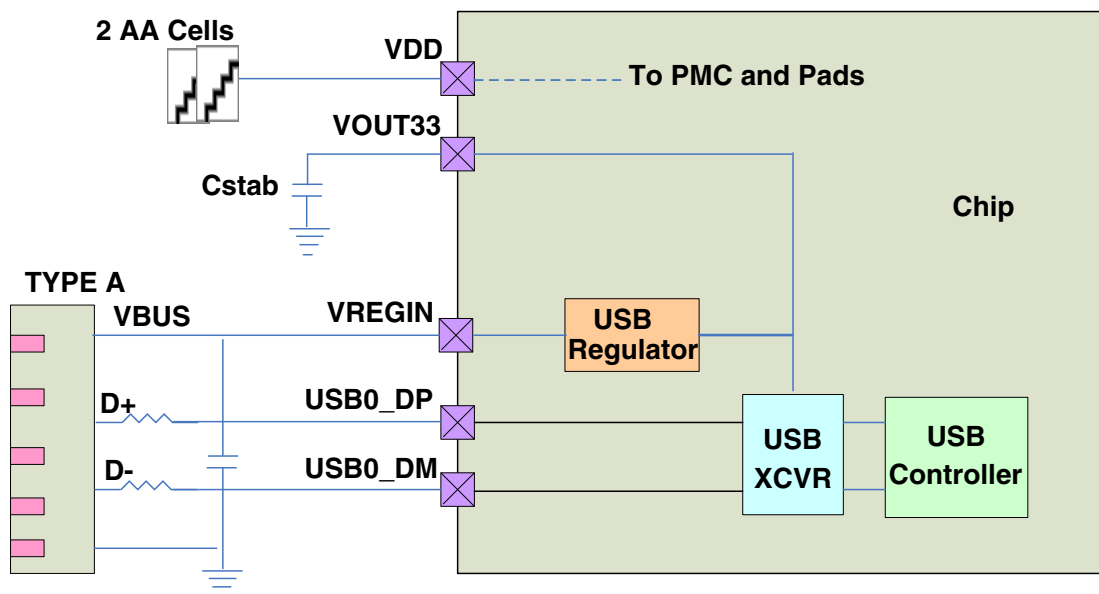 2 AA Cells
VDD
To PMC and Pads
VOUT33
Cstab
Chip
TYPE A
VBUS
VREGIN
USB
Regulator
D+
USB0_DP
D-
USB0_DM
USB
XCVR
USB
Controller